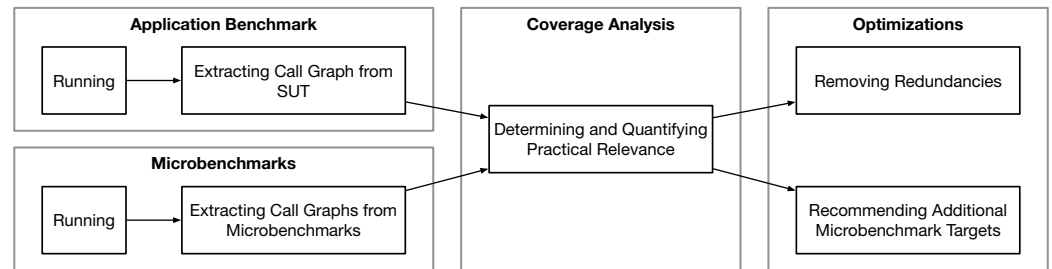 Application Benchmark
Running
Extracting Call Graph from
SUT
Microbenchmarks
Running
Extracting Call Graphs from
Microbenchmarks
Coverage Analysis
Determining and Quantifying
Practical Relevance
Optimizations
Removing Redundancies
Recommending Additional
Microbenchmark Targets